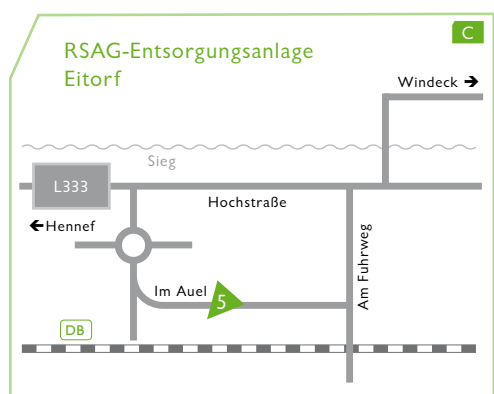 RSAG-Entsorgungsanlage
Eitorf
C
Windeck →
Sieg
L333
Hochstraße
←Hennef
Am Fuhrweg
Im Auel
5
DB